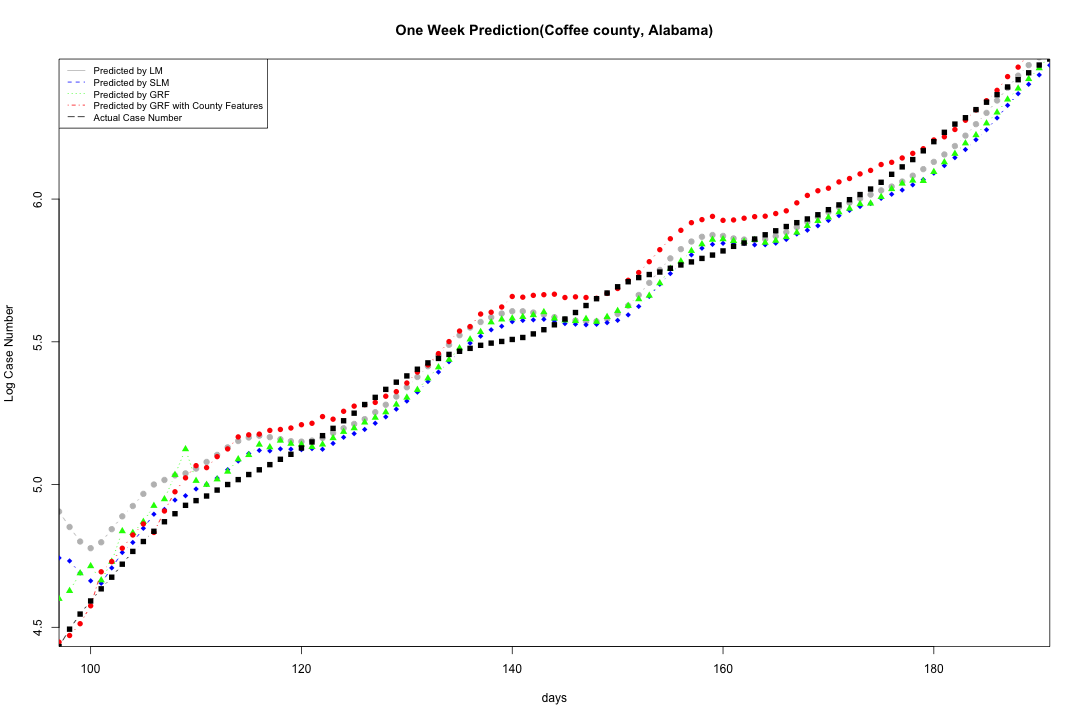 One Week Prediction(Coffee county, Alabama)
Predicted by LM
Predicted by SLM
Predicted by GRF
Predicted by GRF with County Features
Actual Case Number
Log Case Number
6.0
5.5
5.0
4.5
100 120 140 160 180
days